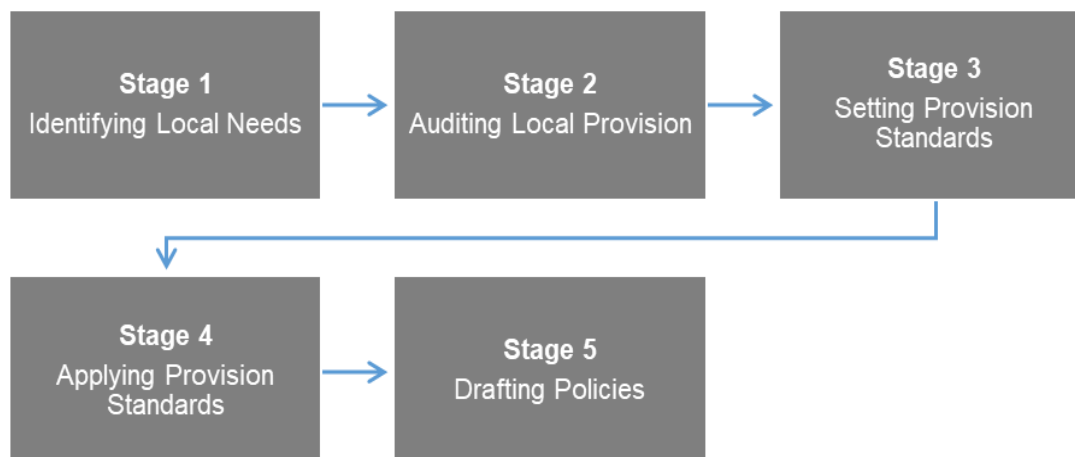 Stage 1
Identifying Local Needs
Stage 2
Auditing Local Provision
Stage 3
Setting Provision
Standards
Stage 4
Applying Provision
Standards
Stage 5
Drafting Policies